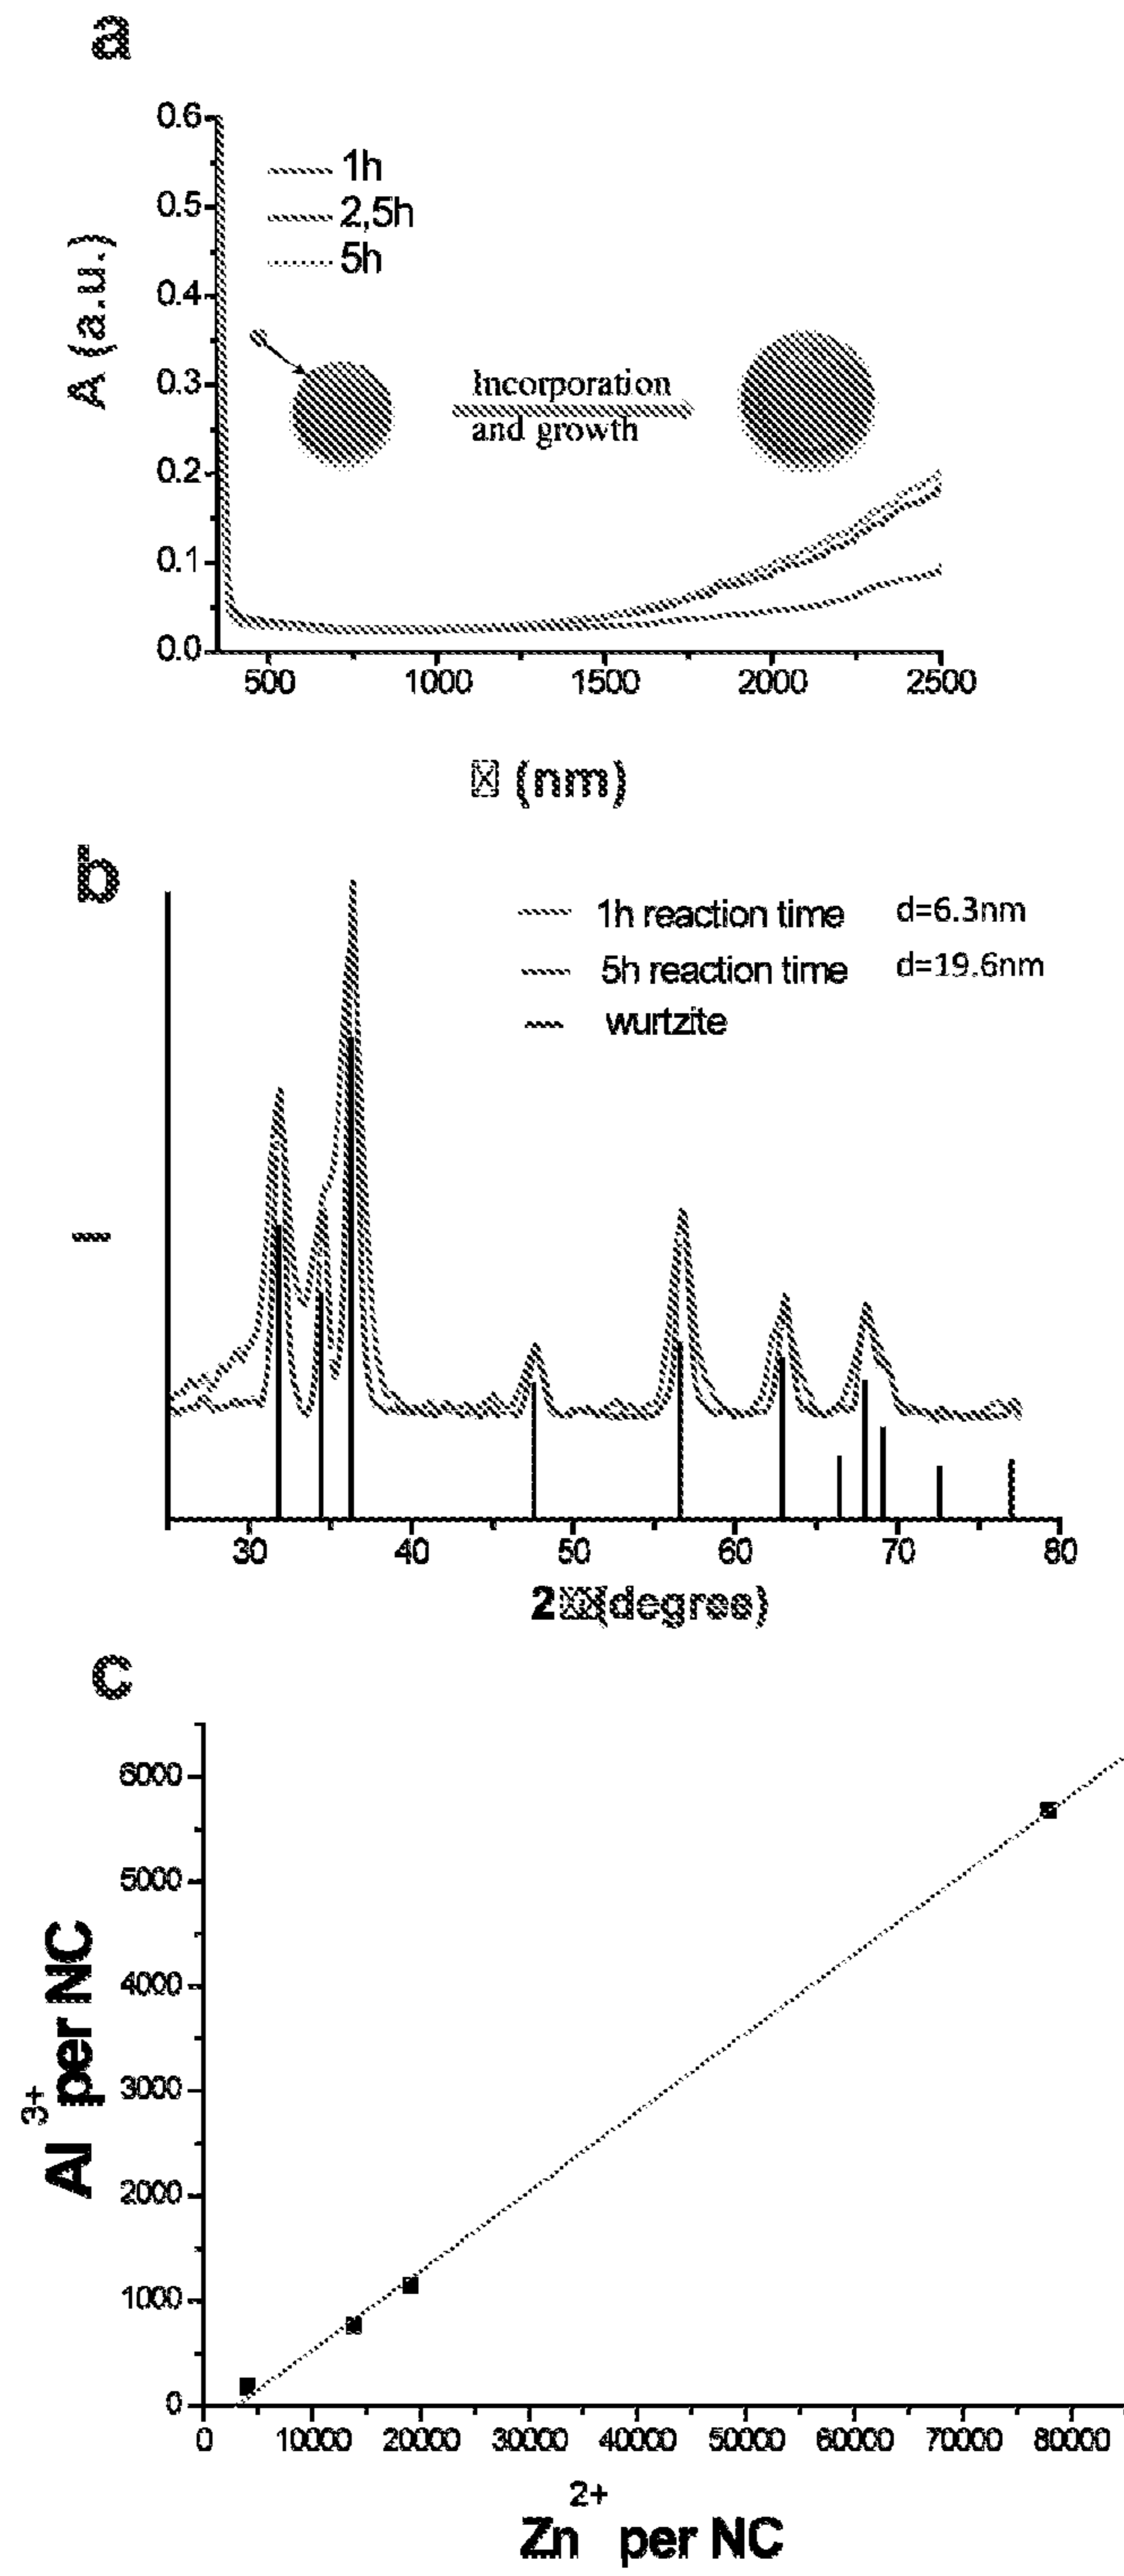 a
0.6
0.5
0.4
0.3
0.2
0.1
0.0
A (a.u.)
1h
2,5h
5h
Incorporation
and growth
500 1000 1500 2000 2500
(nm)
b
1h reaction time d=6.3nm
5h reaction time d=19.6nm
wurtzite
I
30 40 50 60 70 80
2 (degree)
c
6000
5000
4000
3000
2000
1000
0
Al3+ per NC
0 10000 20000 30000 40000 50000 60000 70000 80000
Zn2+ per NC